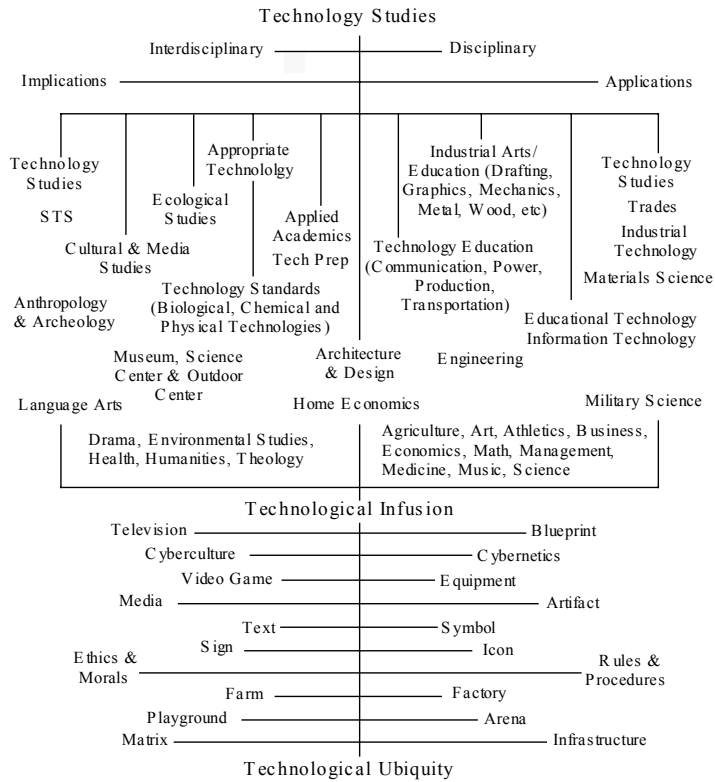 Technology Studies
Interdisciplinary
Disciplinary
Implications
Applications
Technology
Studies
STS
Cultural & Media
Studies
Ecological
Studies
Appropriate
Technololgy
Applied
Academics
Tech Prep
Industrial Arts/
Education (Drafting,
Graphics, Mechanics,
Metal, Wood, etc)
Technology
Studies
Trades
Industrial
Technology
Materials Science
Technology Education
(Communication, Power,
Production,
Transportation)
Anthropology
& Archeology
Technology Standards
(Biological, Chemical and
Physical Technologies)
Educational Technology
Information Technology
Museum, Science
Center & Outdoor
Center
Architecture
& Design
Engineering
Language Arts
Home Economics
Military Science
Drama, Environmental Studies,
Health, Humanities, Theology
Agriculture, Art, Athletics, Business,
Economics, Math, Management,
Medicine, Music, Science
Technological Infusion
Television
Blueprint
Cyberculture
Cybernetics
Video Game
Equipment
Media
Artifact
Text
Symbol
Sign
Icon
Ethics &
Morals
Rules &
Procedures
Farm
Factory
Playground
Arena
Matrix
Infrastructure
Technological Ubiquity